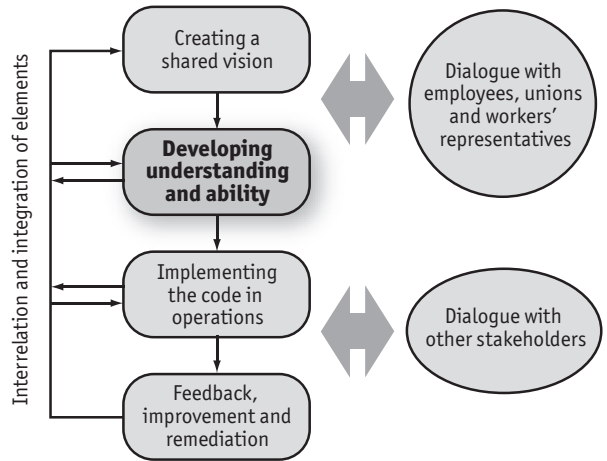 Interrelation and integration of elements
Creating a
shared vision
Developing
understanding
and ability
Implementing
the code in
operations
Feedback,
improvement and
remediation
Dialogue with
employees, unions
and workers'
representatives
Dialogue with
other stakeholders